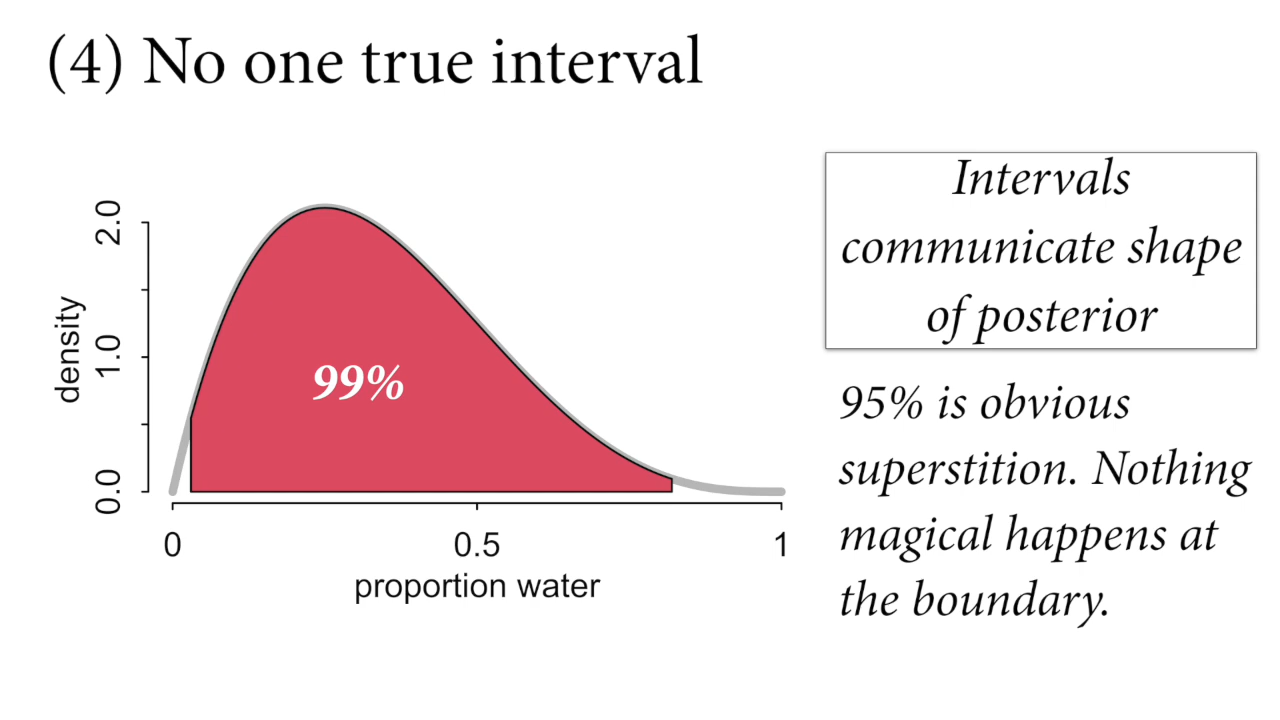 (4) No one true interval
density
2.0
1.0
0.0
99%
0
0.5
1
proportion water
Intervals
communicate shape
of posterior
95% is obvious
superstition. Nothing
magical happens at
the boundary.